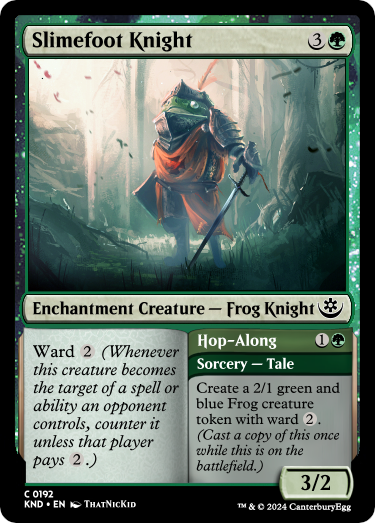 Slimefoot Knight 3
Enchantment Creature — Frog Knight
Ward 2 (Whenever
this creature becomes
the target of a spell or
ability an opponent
controls, counter it
unless that player
pays 2.)
Hop-Along 1
Sorcery — Tale
Create a 2/1 green and
blue Frog creature
token with ward 2.
(Cast a copy of this once
while this is on the
battlefield.)
3/2
C 0192
KND • EN ThatNicKid
™ & © 2024 CanterburyEgg